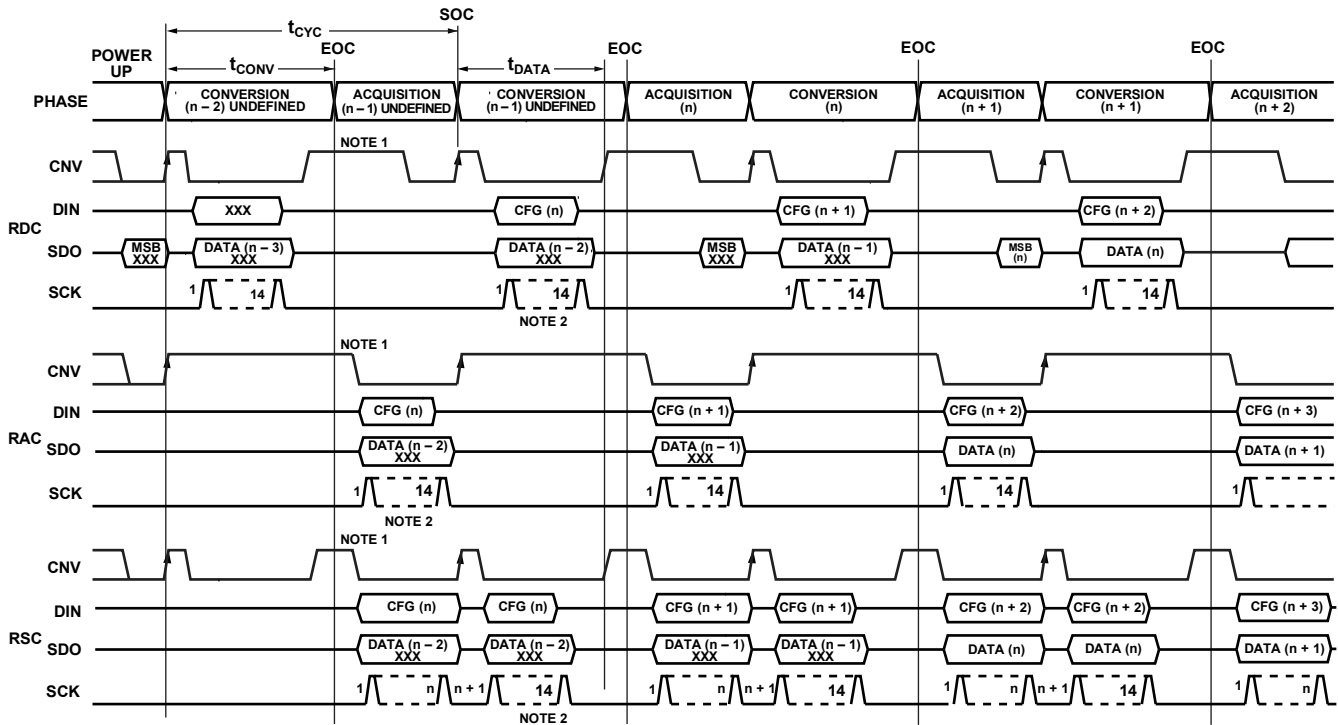 SOC
tCYC
POWER
UP
EOC
EOC
EOC
EOC
tCONV
tDATA
PHASE
CONVERSION
(n – 2) UNDEFINED
ACQUISITION
(n – 1) UNDEFINED
CONVERSION
(n – 1) UNDEFINED
ACQUISITION
(n)
CONVERSION
(n)
ACQUISITION
(n + 1)
CONVERSION
(n + 1)
ACQUISITION
(n + 2)
NOTE 1
CNV
RDC
DIN
XXX
CFG (n)
CFG (n + 1)
CFG (n + 2)
SDO
MSB
XXX
DATA (n – 3)
XXX
DATA (n – 2)
XXX
MSB
XXX
DATA (n – 1)
XXX
MSB
(n)
DATA (n)
SCK
1 14
1 14
1 14
1 14
NOTE 2
NOTE 1
CNV
RAC
DIN
CFG (n)
CFG (n + 1)
CFG (n + 2)
CFG (n + 3)
SDO
DATA (n – 2)
XXX
DATA (n – 1)
XXX
DATA (n)
DATA (n + 1)
SCK
1 14
1 14
1 14
1
NOTE 2
NOTE 1
CNV
RSC
DIN
CFG (n)
CFG (n)
CFG (n + 1)
CFG (n + 1)
CFG (n + 2)
CFG (n + 2)
CFG (n + 3)
SDO
DATA (n – 2)
XXX
DATA (n – 2)
XXX
DATA (n – 1)
XXX
DATA (n – 1)
XXX
DATA (n)
DATA (n)
DATA (n + 1)
SCK
1 n n + 1 14
1 n n + 1 14
1 n n + 1 14
1 n
NOTE 2